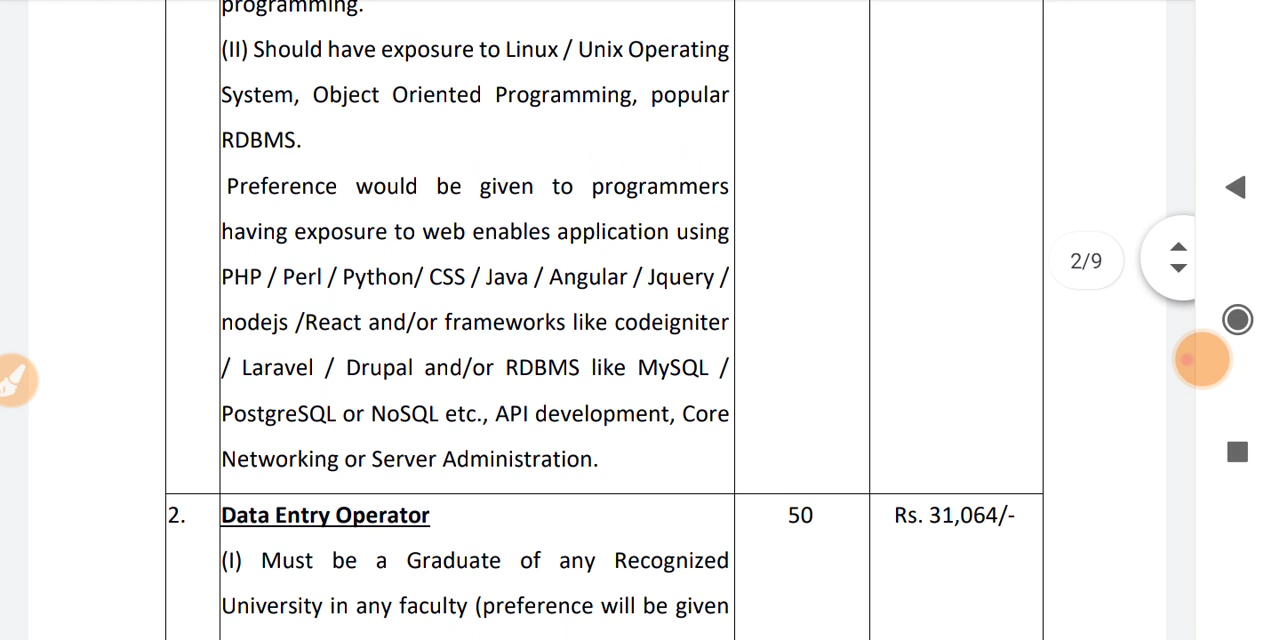 programming.
(II) Should have exposure to Linux / Unix Operating
System, Object Oriented Programming, popular
RDBMS.
Preference would be given to programmers
having exposure to web enables application using
PHP / Perl / Python/ CSS / Java / Angular / Jquery /
nodejs /React and/or frameworks like codeigniter
/ Laravel / Drupal and/or RDBMS like MySQL /
PostgreSQL or NoSQL etc., API development, Core
Networking or Server Administration.
2/9
2. Data Entry Operator 50 Rs. 31,064/-
(I) Must be a Graduate of any Recognized
University in any faculty (preference will be given